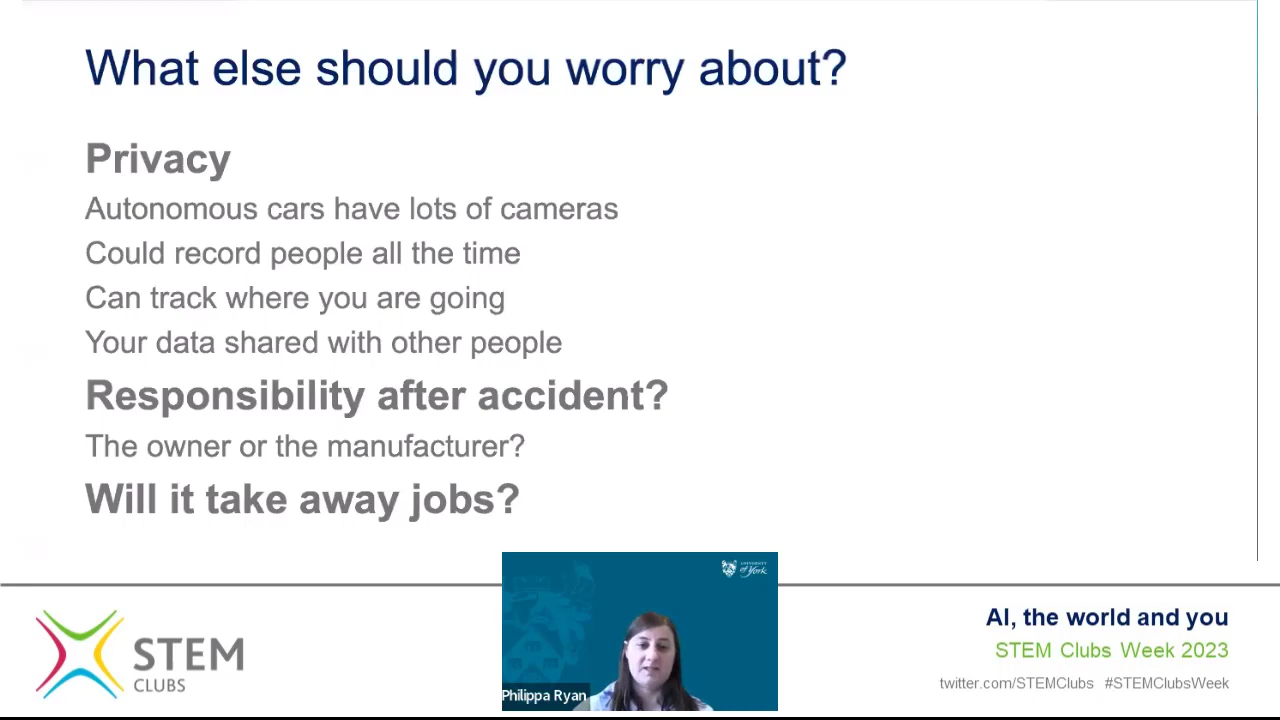 What else should you worry about?
Privacy
Autonomous cars have lots of cameras
Could record people all the time
Can track where you are going
Your data shared with other people
Responsibility after accident?
The owner or the manufacturer?
Will it take away jobs?
UNIVERSITY
of York
Philippa Ryan
STEM
CLUBS
AI, the world and you
STEM Clubs Week 2023
twitter.com/STEMClubs #STEMClubsWeek